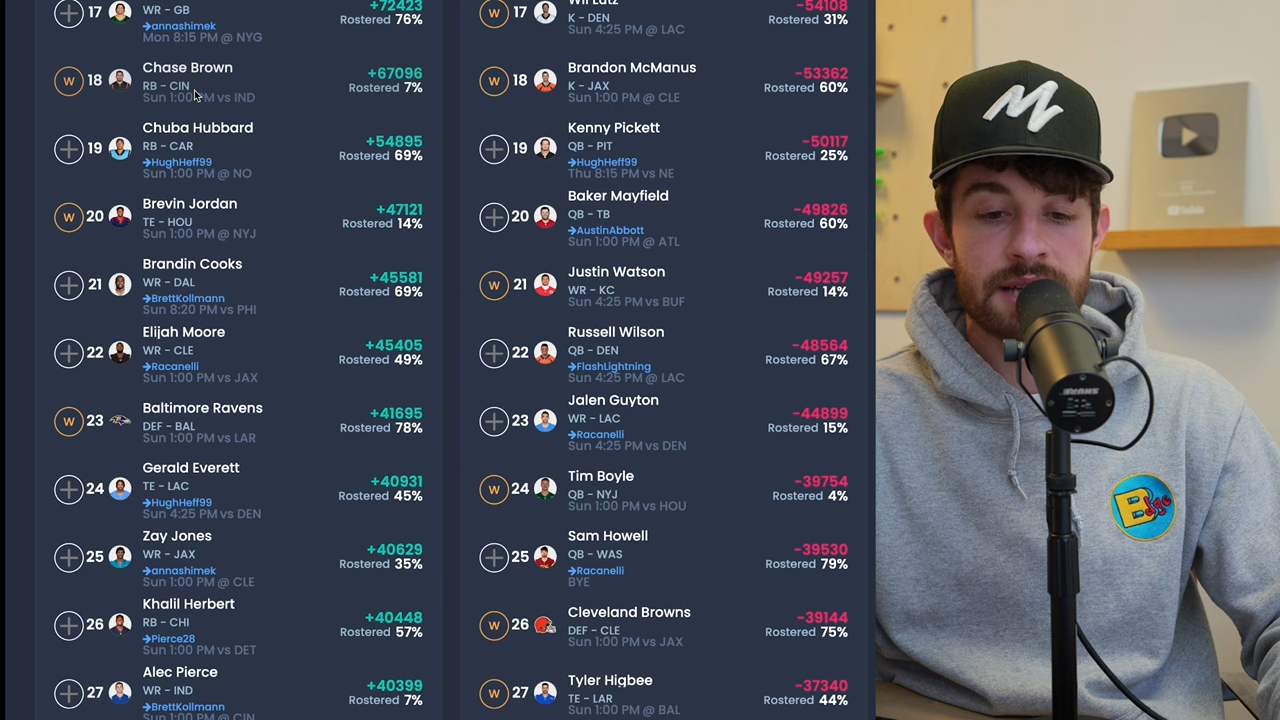 17
WR - GB
+72423
Rostered 76%
→annashimek
Mon 8:15 PM @ NYG
W
18
Chase Brown
RB - CIN
Sun 1:00 PM vs IND
+67096
Rostered 7%
19
Chuba Hubbard
RB - CAR
→HughHeff99
Sun 1:00 PM @ NO
+54895
Rostered 69%
W
20
Brevin Jordan
TE - HOU
Sun 1:00 PM @ NYJ
+47121
Rostered 14%
21
Brandin Cooks
WR - DAL
→BrettKollmann
Sun 8:20 PM vs PHI
+45581
Rostered 69%
22
Elijah Moore
WR - CLE
→Racanelli
Sun 1:00 PM vs JAX
+45405
Rostered 49%
W
23
Baltimore Ravens
DEF - BAL
Sun 1:00 PM vs LAR
+41695
Rostered 78%
24
Gerald Everett
TE - LAC
→HughHeff99
Sun 4:25 PM vs DEN
+40931
Rostered 45%
25
Zay Jones
WR - JAX
→annashimek
Sun 1:00 PM @ CLE
+40629
Rostered 35%
26
Khalil Herbert
RB - CHI
→Pierce28
Sun 1:00 PM vs DET
+40448
Rostered 57%
27
Alec Pierce
WR - IND
→BrettKollmann
Sun 1:00 PM @ CIN
+40399
Rostered 7%
W
17
Wil Lutz
K - DEN
Sun 4:25 PM @ LAC
-54108
Rostered 31%
W
18
Brandon McManus
K - JAX
Sun 1:00 PM @ CLE
-53362
Rostered 60%
19
Kenny Pickett
QB - PIT
→HughHeff99
Thu 8:15 PM vs NE
-50117
Rostered 25%
20
Baker Mayfield
QB - TB
→AustinAbbott
Sun 1:00 PM @ ATL
-49826
Rostered 60%
W
21
Justin Watson
WR - KC
Sun 4:25 PM vs BUF
-49257
Rostered 14%
22
Russell Wilson
QB - DEN
→FlashLightning
Sun 4:25 PM @ LAC
-48564
Rostered 67%
23
Jalen Guyton
WR - LAC
→Racanelli
Sun 4:25 PM vs DEN
-44899
Rostered 15%
W
24
Tim Boyle
QB - NYJ
Sun 1:00 PM vs HOU
-39754
Rostered 4%
25
Sam Howell
QB - WAS
→Racanelli
BYE
-39530
Rostered 79%
W
26
Cleveland Browns
DEF - CLE
Sun 1:00 PM vs JAX
-39144
Rostered 75%
W
27
Tyler Higbee
TE - LAR
Sun 1:00 PM @ BAL
-37340
Rostered 44%
M
YouTube
SHURE
Edge